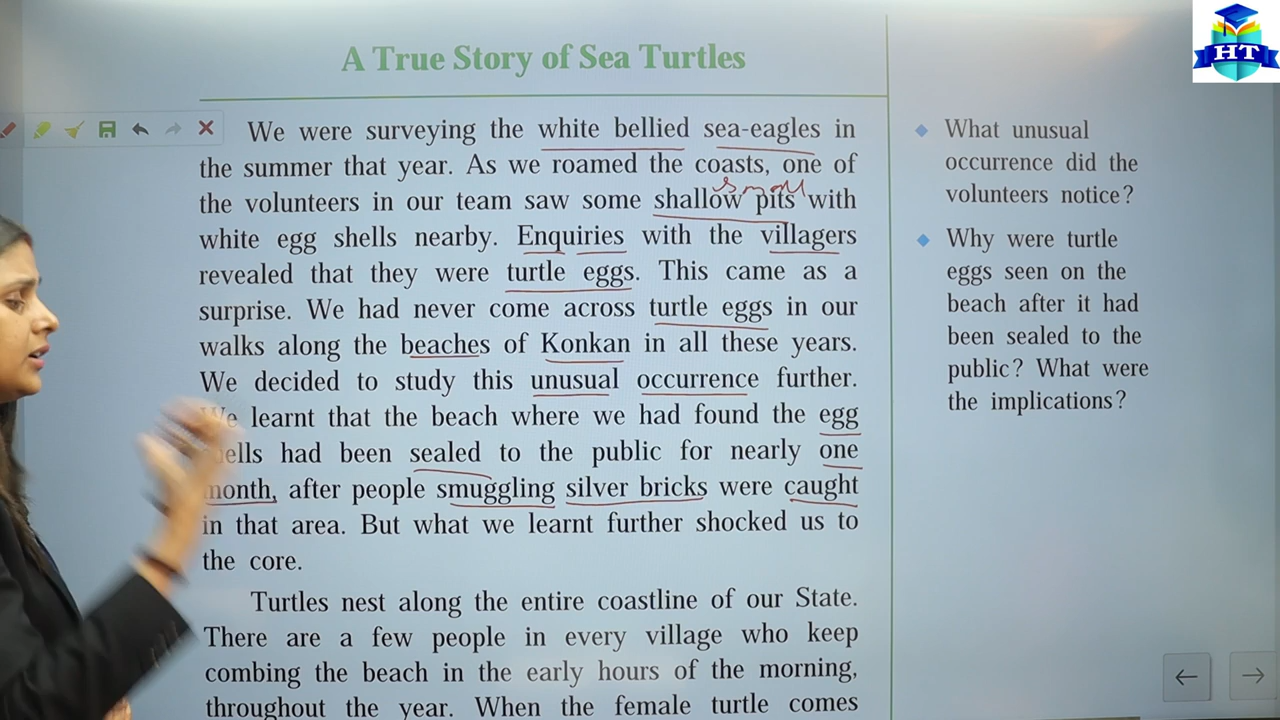 HT
A True Story of Sea Turtles
We were surveying the white bellied sea-eagles in
the summer that year. As we roamed the coasts, one of
small
the volunteers in our team saw some shallow pits with
white egg shells nearby. Enquiries with the villagers
revealed that they were turtle eggs. This came as a
surprise. We had never come across turtle eggs in our
walks along the beaches of Konkan in all these years.
We decided to study this unusual occurrence further.
We learnt that the beach where we had found the egg
shells had been sealed to the public for nearly one
month, after people smuggling silver bricks were caught
in that area. But what we learnt further shocked us to
the core.
Turtles nest along the entire coastline of our State.
There are a few people in every village who keep
combing the beach in the early hours of the morning,
throughout the year. When the female turtle comes
What unusual
occurrence did the
volunteers notice?
Why were turtle
eggs seen on the
beach after it had
been sealed to the
public? What were
the implications?